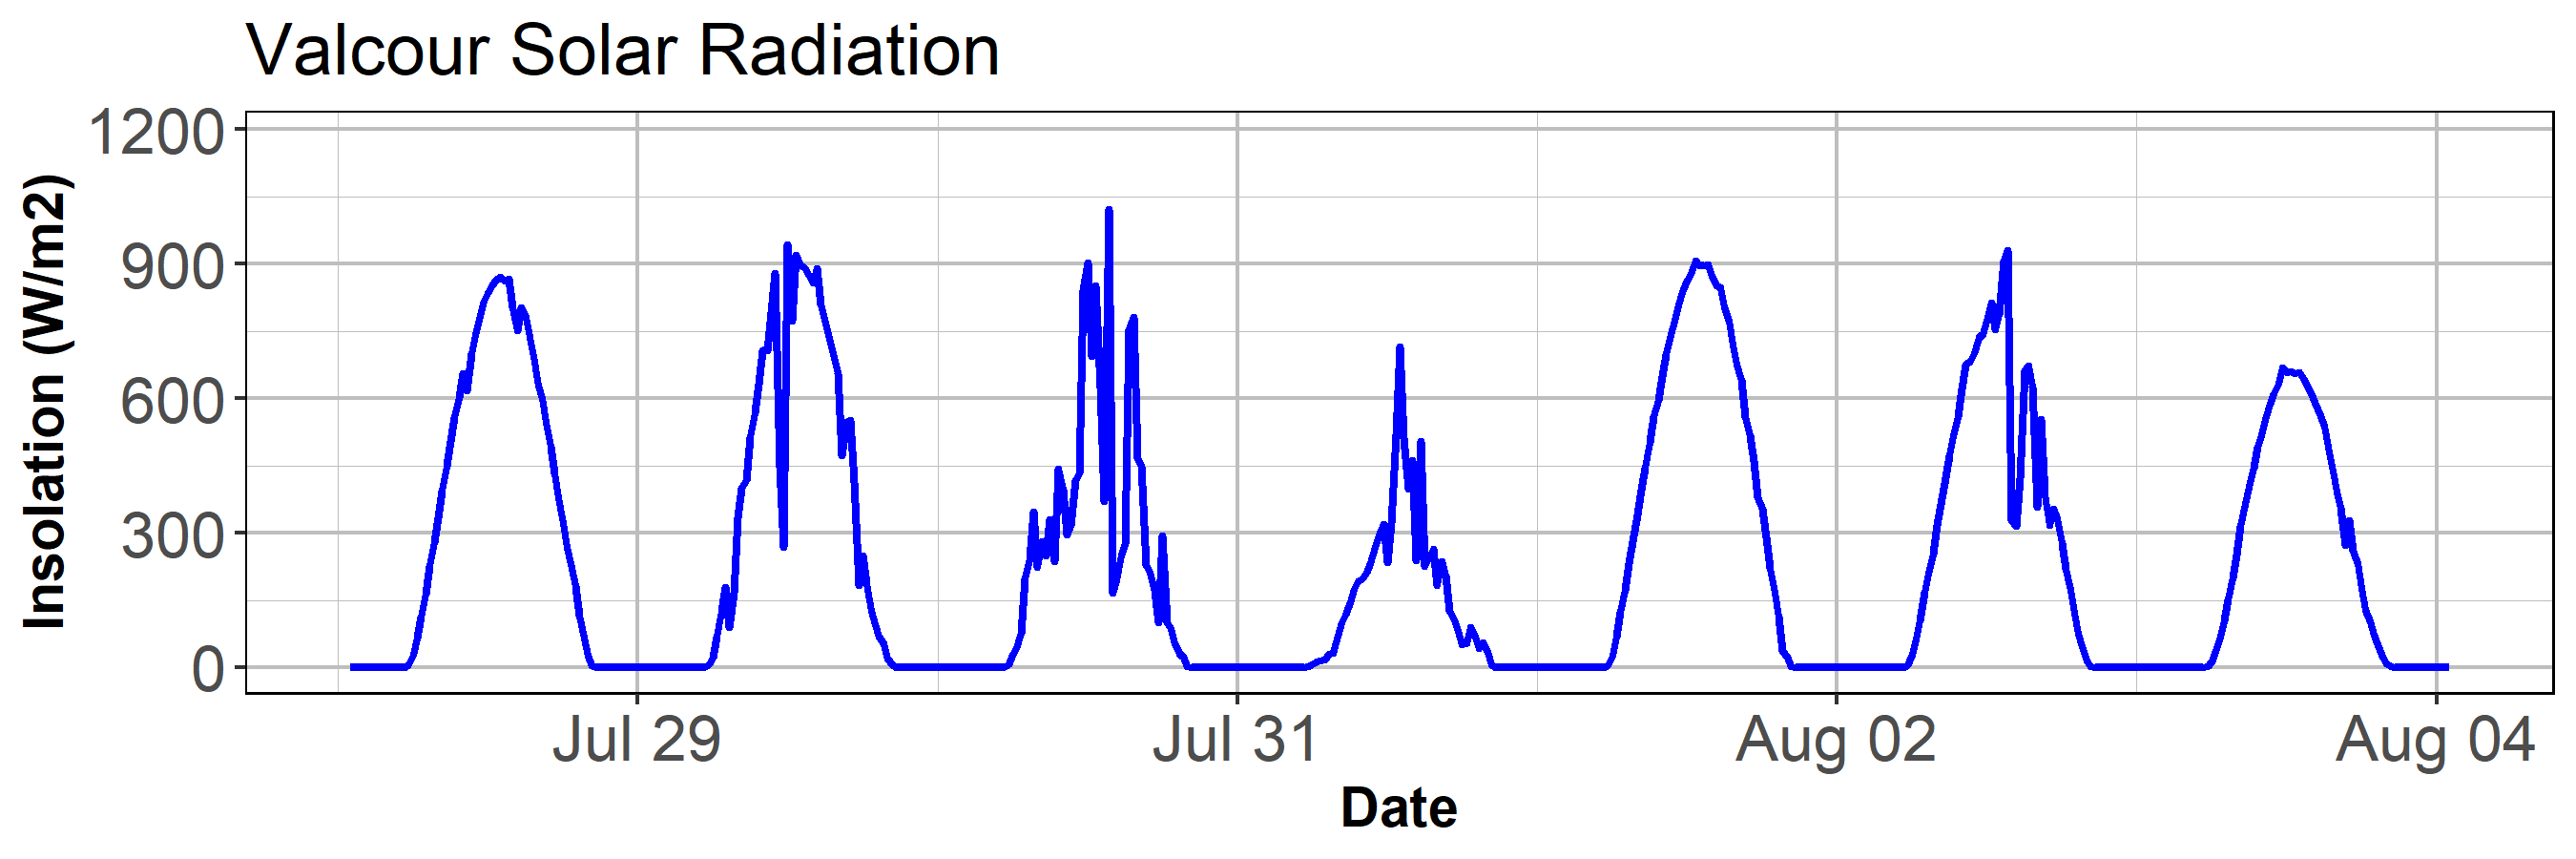 Valcour Solar Radiation
1200
900
600
300
0
Insolation (W/m2)
Jul 29
Jul 31
Aug 02
Aug 04
Date